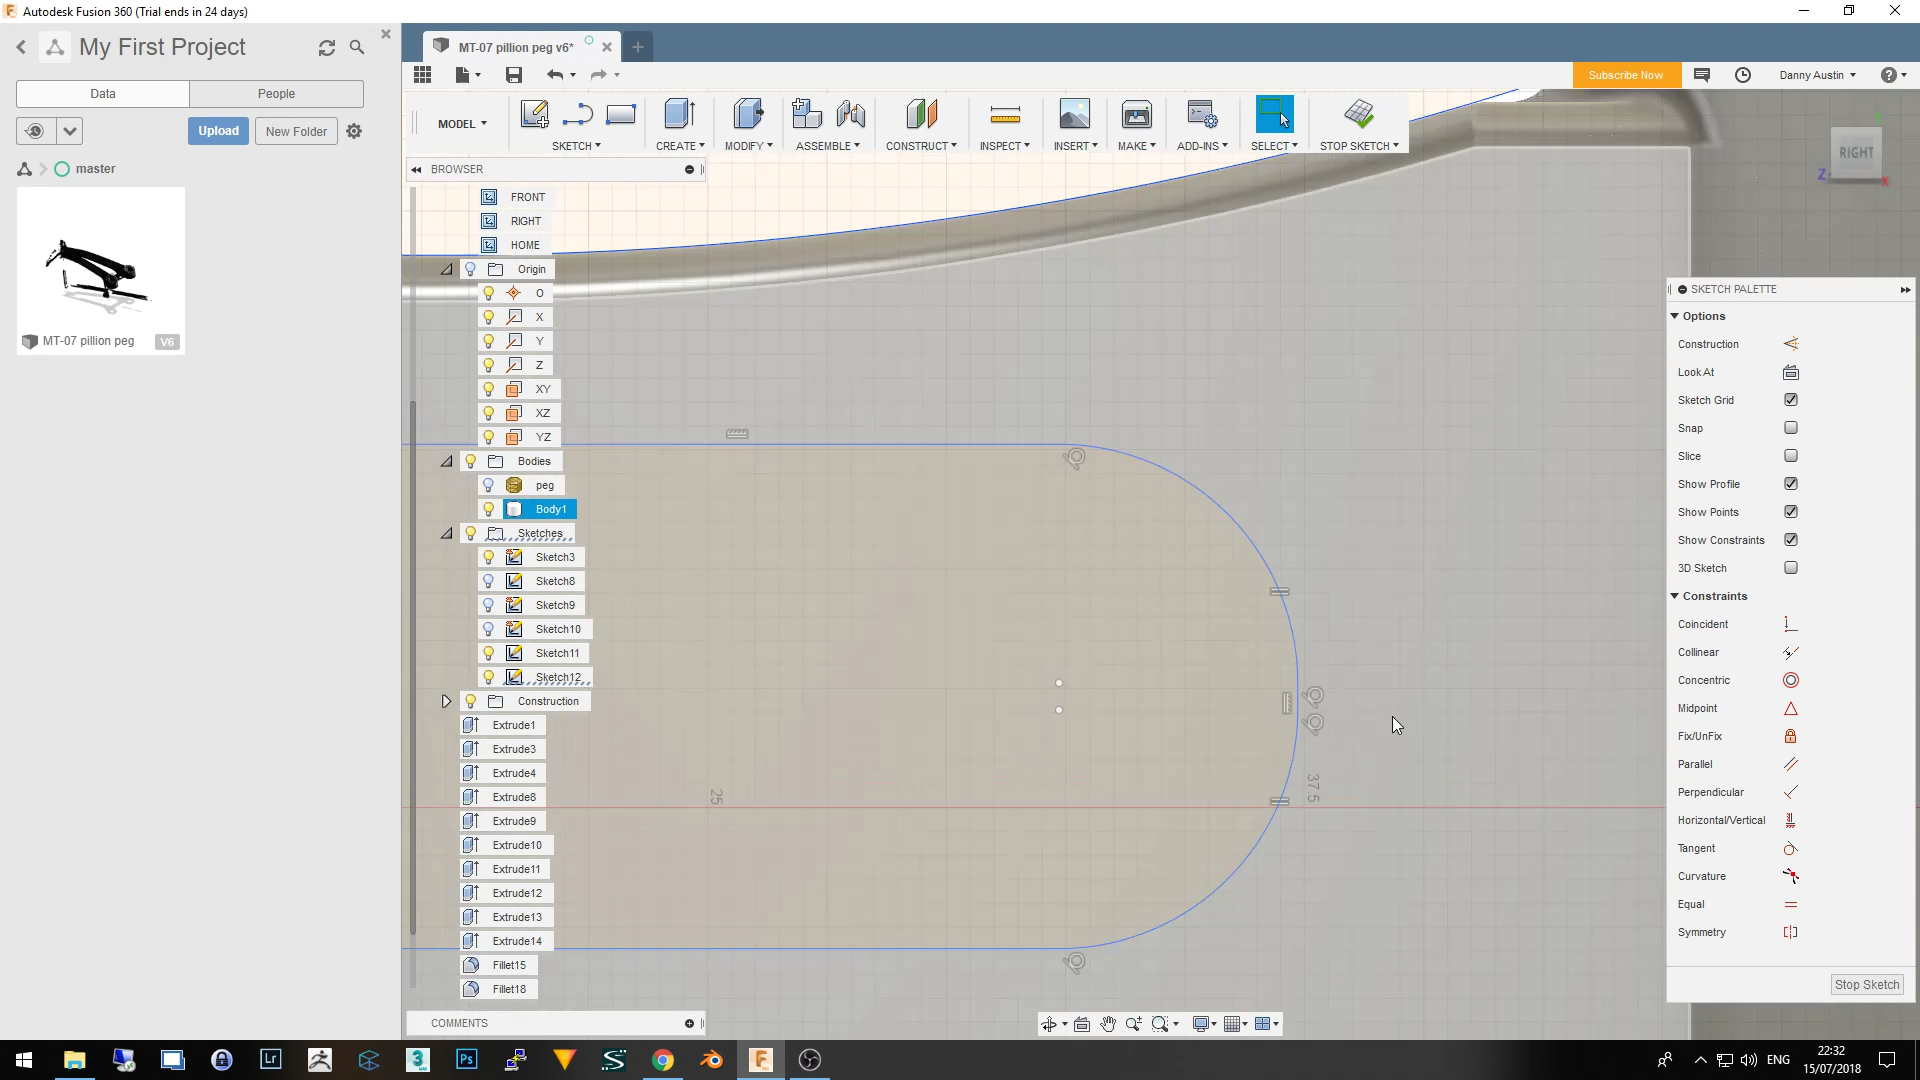 Autodesk Fusion 360 (Trial ends in 24 days)
My First Project
Data
People
Upload
New Folder
master
MT-07 pillion peg
V6
MT-07 pillion peg v6*
Subscribe Now
Danny Austin
MODEL
SKETCH
CREATE
MODIFY
ASSEMBLE
CONSTRUCT
INSPECT
INSERT
MAKE
ADD-INS
SELECT
STOP SKETCH
BROWSER
FRONT
RIGHT
HOME
Origin
O
X
Y
Z
XY
XZ
YZ
Bodies
peg
Body1
Sketches
Sketch3
Sketch8
Sketch9
Sketch10
Sketch11
Sketch12
Construction
Extrude1
Extrude3
Extrude4
Extrude8
Extrude9
Extrude10
Extrude11
Extrude12
Extrude13
Extrude14
Fillet15
Fillet18
COMMENTS
25
37.5
RIGHT
Z
X
SKETCH PALETTE
Options
Construction
Look At
Sketch Grid
Snap
Slice
Show Profile
Show Points
Show Constraints
3D Sketch
Constraints
Coincident
Collinear
Concentric
Midpoint
Fix/UnFix
Parallel
Perpendicular
Horizontal/Vertical
Tangent
Curvature
Equal
Symmetry
Stop Sketch
Lr
Ps
ENG
22:32
15/07/2018